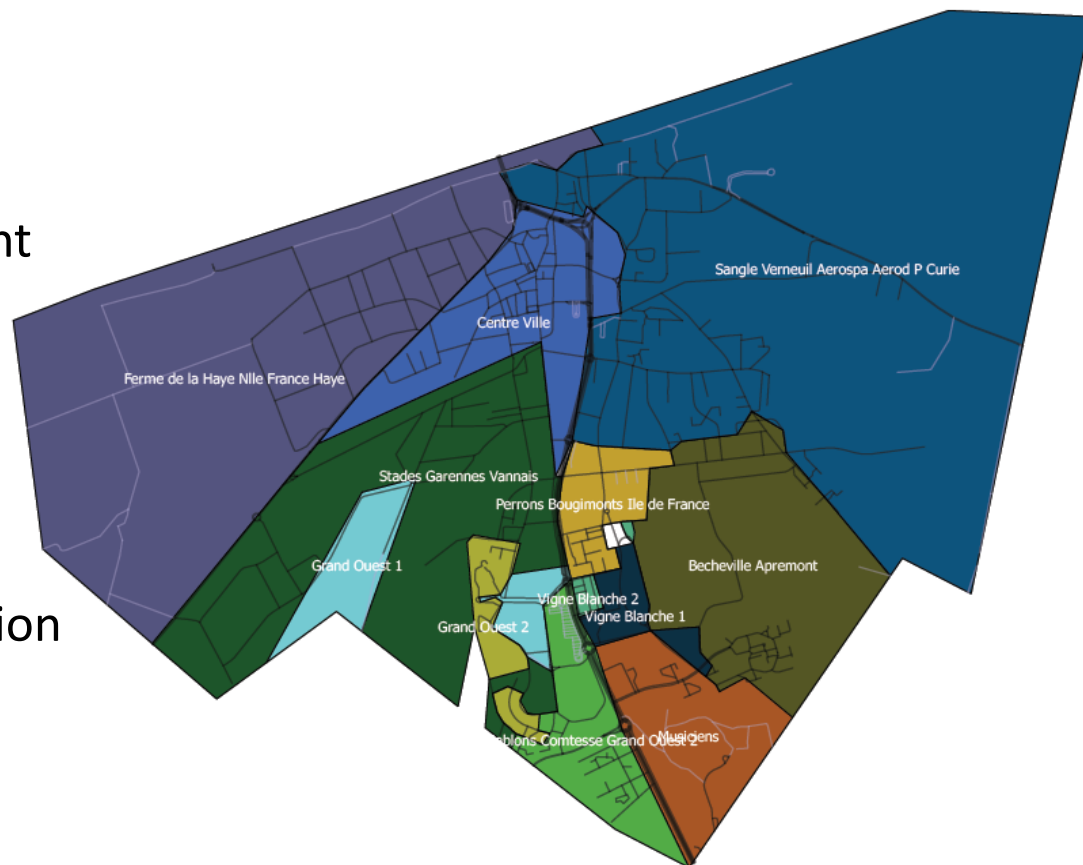 nt
Sangle Verneuil Aerospa Aerod P Curie
Centre Ville
Ferme de la Haye Nlle France Haye
Stades Garennes Vannais
Perrons Bougimonts Ile de France
Grand Ouest 1
Becheville Apremont
Vigne Blanche 2
Vigne Blanche 1
ion
Grand Ouest 2
Musiciens
oblons Comtesse Grand Ouest 2